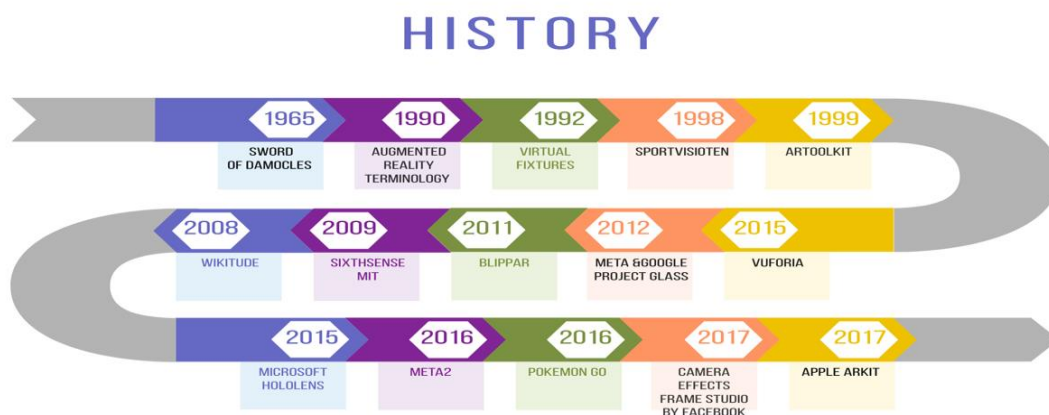 HISTORY
1965
1990
1992
1998
1999
SWORD
OF DAMOCLES
AUGMENTED
REALITY
TERMINOLOGY
VIRTUAL
FIXTURES
SPORTVISIOTEN
ARTOOLKIT
2008
2009
2011
2012
2015
WIKITUDE
SIXTHSENSE
MIT
BLIPPAR
META &GOOGLE
PROJECT GLASS
VUFORIA
2015
2016
2016
2017
2017
MICROSOFT
HOLOLENS
META2
POKEMON GO
CAMERA
EFFECTS
FRAME STUDIO
BY FACEBOOK
APPLE ARKIT